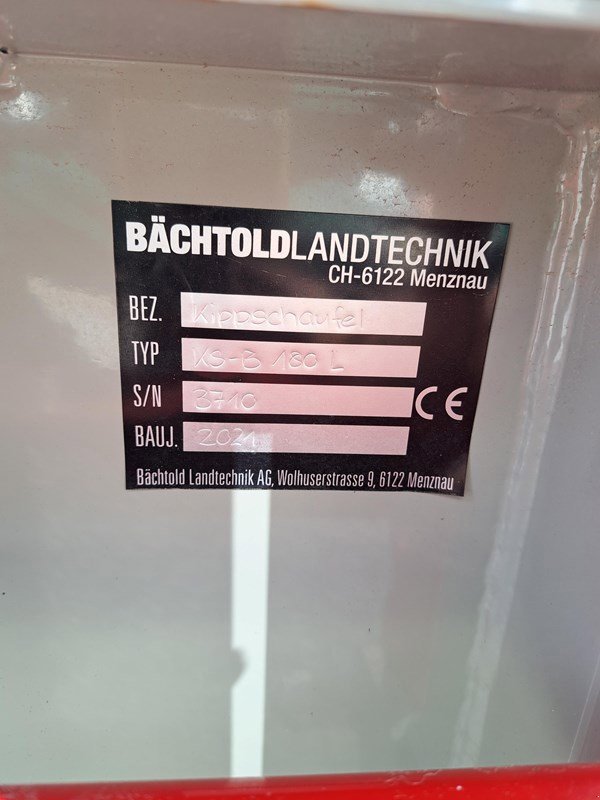 BÄCHTOLDLANDTECHNIK
CH-6122 Menznau
BEZ. Kippschaufel
TYP KS-B 180 L
S/N B710
BAUJ. 2021
CE
Bächtold Landtechnik AG, Wolhuserstrasse 9, 6122 Menznau